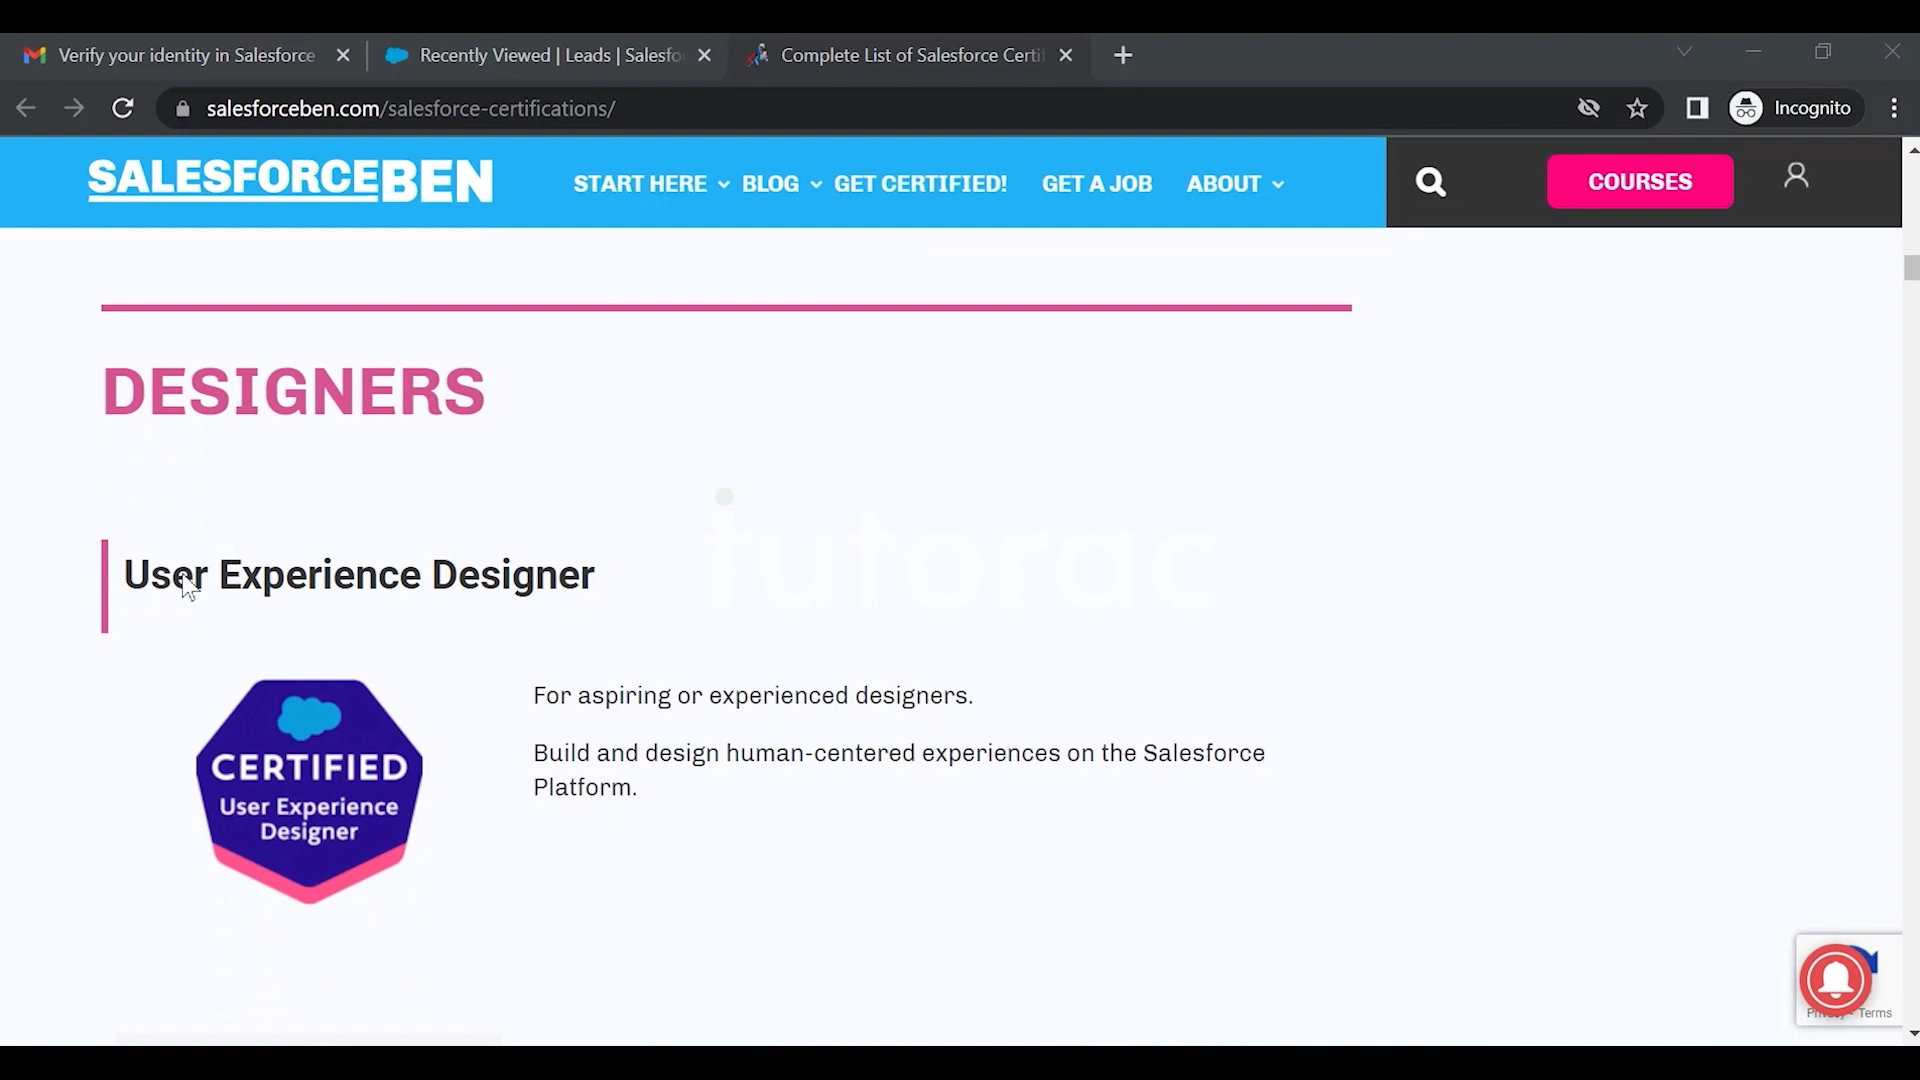 Verify your identity in Salesforce
Recently Viewed | Leads | Salesfo
Complete List of Salesforce Certi
salesforceben.com/salesforce-certifications/
Incognito
SALESFORCEBEN
START HERE
BLOG
GET CERTIFIED!
GET A JOB
ABOUT
COURSES
DESIGNERS
tutorac
User Experience Designer
CERTIFIED
User Experience
Designer
For aspiring or experienced designers.
Build and design human-centered experiences on the Salesforce
Platform.
Privacy - Terms